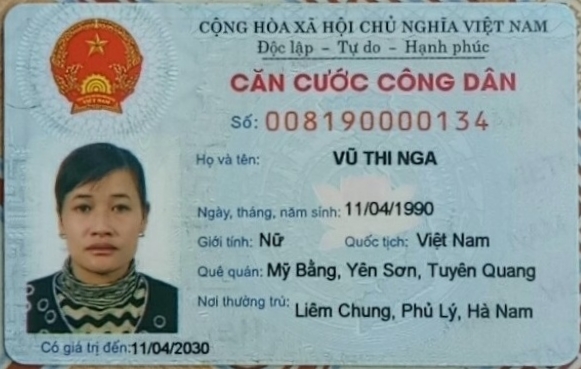 CỘNG HÒA XÃ HỘI CHỦ NGHĨA VIỆT NAM
Độc lập - Tự do - Hạnh phúc
CĂN CƯỚC CÔNG DÂN
Số: 008190000134
Họ và tên: VŨ THI NGA
Ngày, tháng, năm sinh: 11/04/1990
Giới tính: Nữ Quốc tịch: Việt Nam
Quê quán: Mỹ Bằng, Yên Sơn, Tuyên Quang
Nơi thường trú: Liêm Chung, Phủ Lý, Hà Nam
Có giá trị đến: 11/04/2030